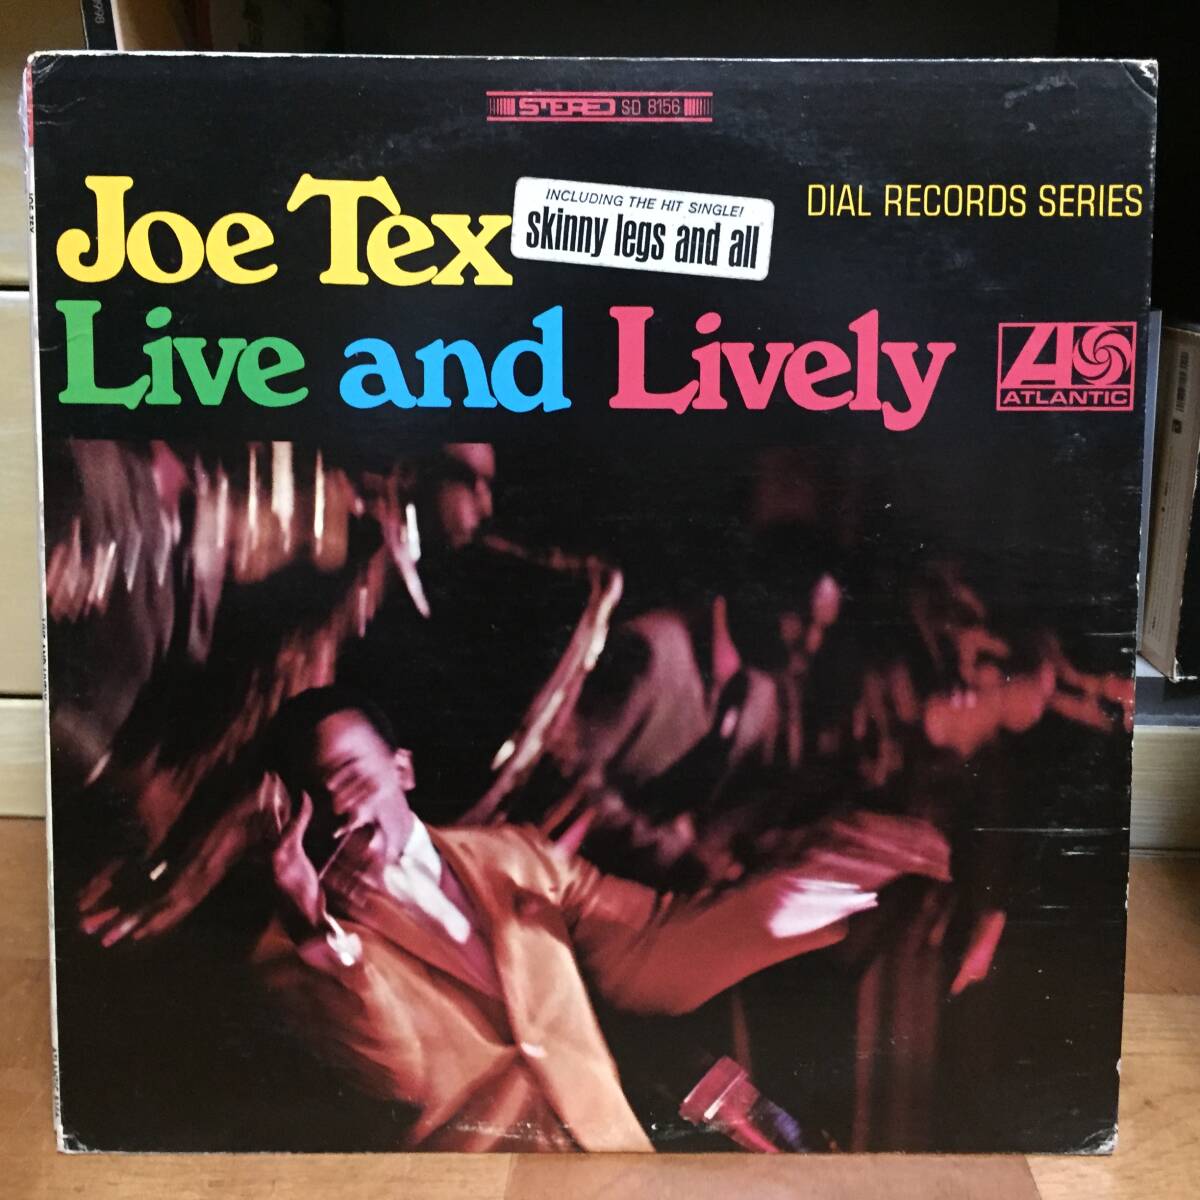 STEREO SD 8156
Joe Tex
INCLUDING THE HIT SINGLE!
skinny legs and all
DIAL RECORDS SERIES
Live and Lively
ATLANTIC